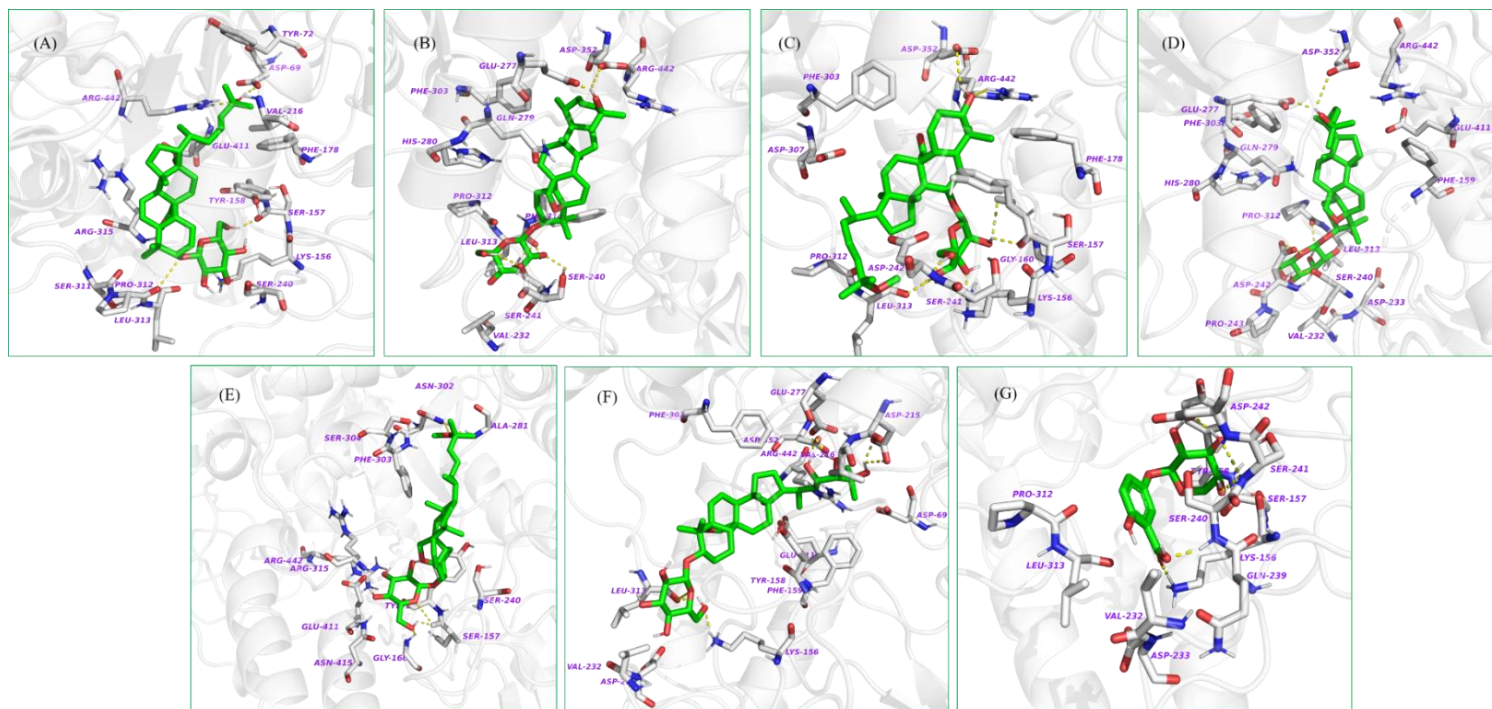 (A)
TYR-72
ASP-69
ARG-442
VAL-216
GLU-411
PHE-178
TYR-158
SER-157
ARG-315
LYS-156
SER-311
PRO-312
SER-240
LEU-313
(B)
ASP-352
GLU-277
ARG-442
PHE-303
GLN-279
HIS-280
PRO-312
LEU-313
SER-240
SER-241
VAL-232
(C)
ASP-352
PHE-303
ARG-442
ASP-307
PHE-178
SER-157
PRO-312
ASP-242
GLY-160
LEU-313
SER-241
LYS-156
(D)
ASP-352
ARG-442
GLU-277
PHE-303
GLU-411
GLN-279
HIS-280
PHE-159
PRO-312
LEU-313
ASP-242
SER-240
ASP-233
PRO-243
VAL-232
(E)
ASN-302
SER-304
ALA-281
PHE-303
ARG-442
ARG-315
SER-240
GLU-411
SER-157
ASN-415
GLY-160
(F)
GLU-277
ASP-215
ARG-442
VAL-216
ASP-69
TYR-158
PHE-159
LYS-156
VAL-232
(G)
ASP-242
SER-241
PRO-312
SER-157
SER-240
LEU-313
LYS-156
GLN-239
VAL-232
ASP-233